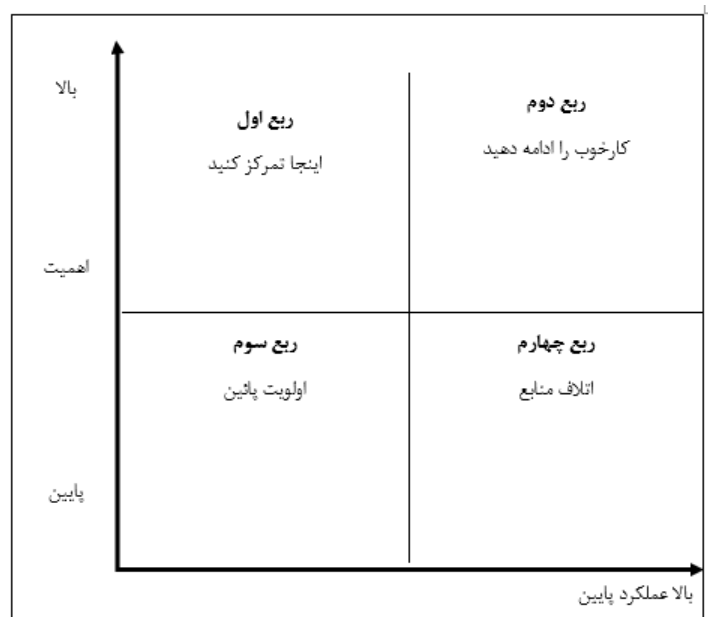 بالا
ربع دوم
کارخوب را ادامه دهید
ربع اول
اینجا تمرکز کنید
اهمیت
ربع چهارم
اتلاف منابع
ربع سوم
اولویت پائین
پایین
بالا عملکرد پایین